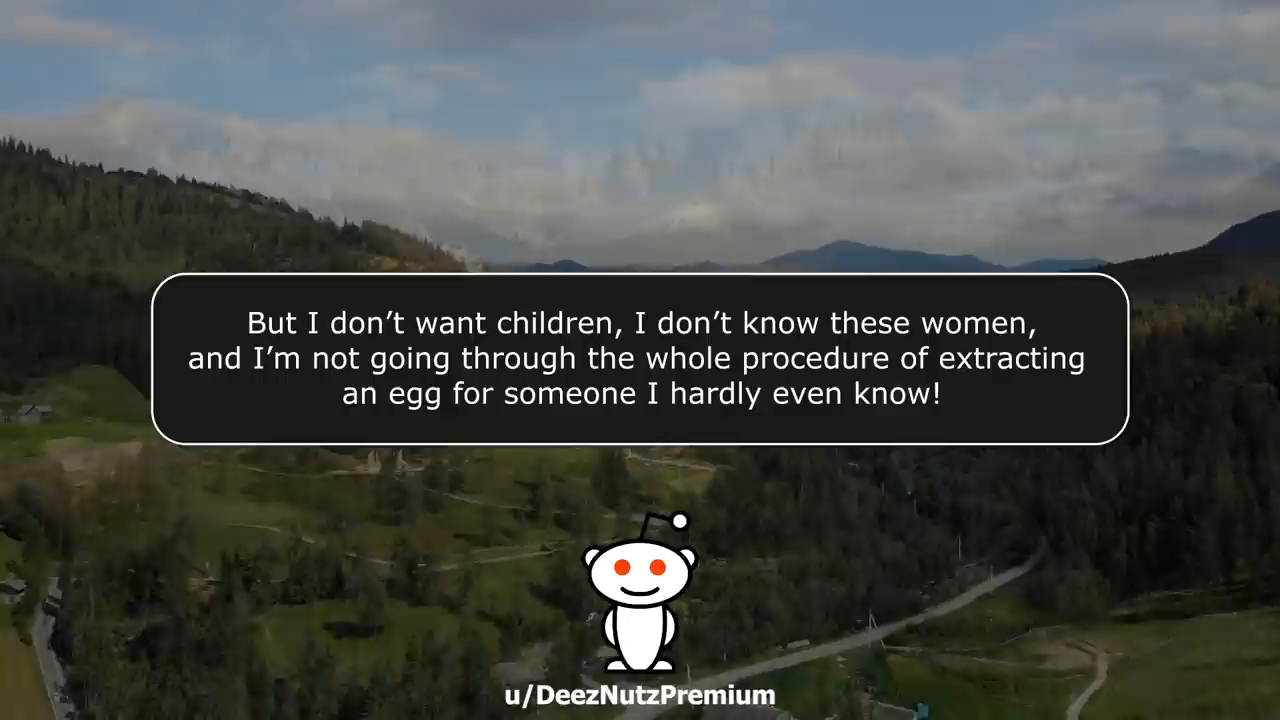 But I don’t want children, I don’t know these women,
and I’m not going through the whole procedure of extracting
an egg for someone I hardly even know!
u/DeezNutzPremium